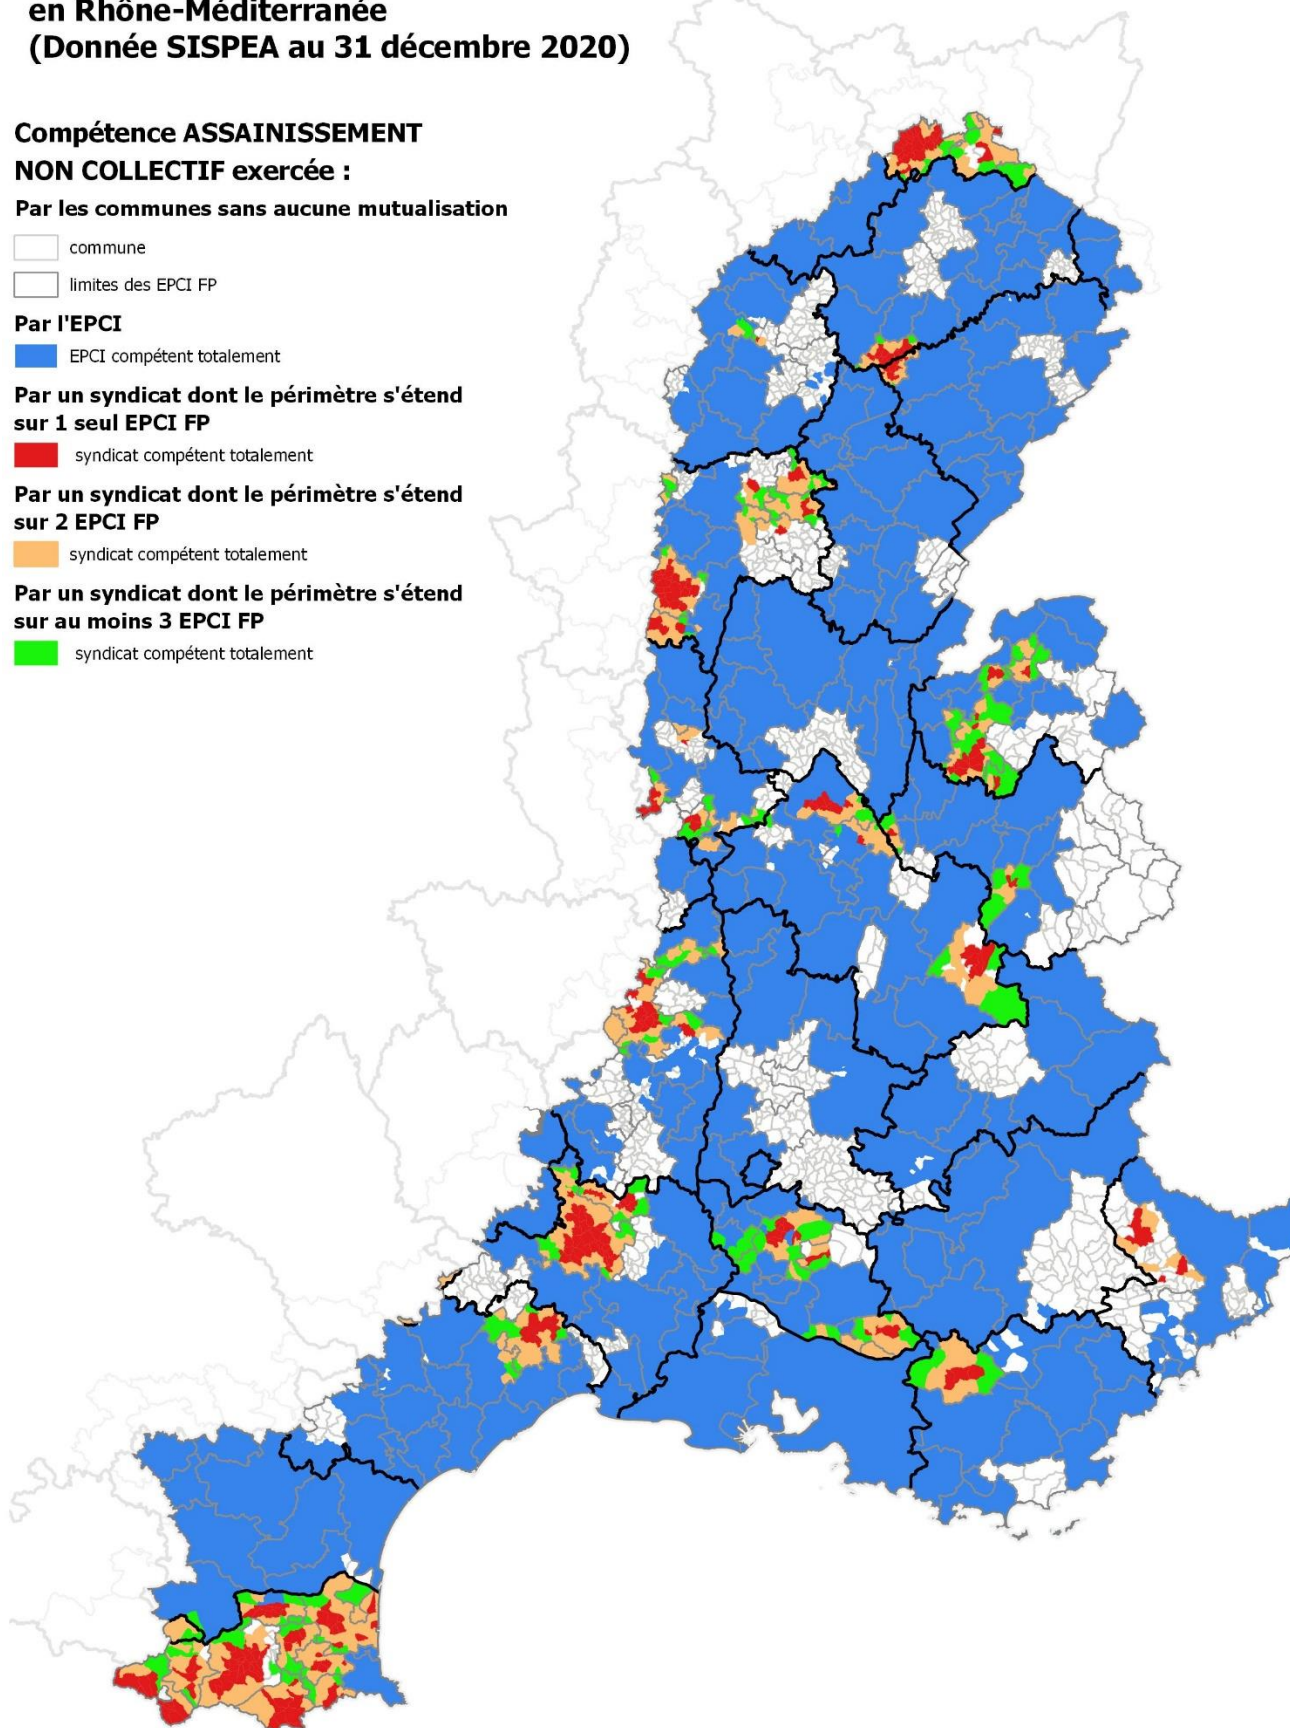 en Rhône-Méditerranée
(Donnée SISPEA au 31 décembre 2020)
Compétence ASSAINISSEMENT
NON COLLECTIF exercée :
Par les communes sans aucune mutualisation
commune
limites des EPCI FP
Par l'EPCI
EPCI compétent totalement
Par un syndicat dont le périmètre s'étend
sur 1 seul EPCI FP
syndicat compétent totalement
Par un syndicat dont le périmètre s'étend
sur 2 EPCI FP
syndicat compétent totalement
Par un syndicat dont le périmètre s'étend
sur au moins 3 EPCI FP
syndicat compétent totalement